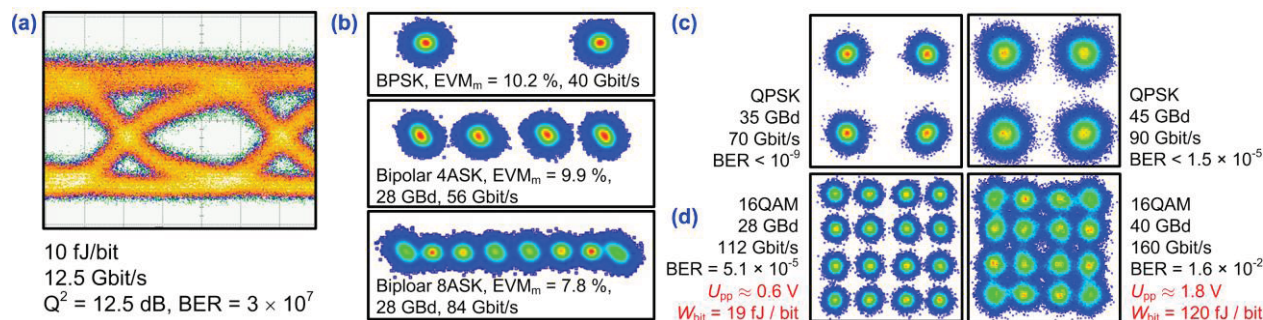 (a)
10 fJ/bit
12.5 Gbit/s
Q² = 12.5 dB, BER = 3 × 10⁷
(b)
BPSK, EVMₘ = 10.2 %, 40 Gbit/s
Bipolar 4ASK, EVMₘ = 9.9 %,
28 GBd, 56 Gbit/s
Biploar 8ASK, EVMₘ = 7.8 %,
28 GBd, 84 Gbit/s
(c)
QPSK
35 GBd
70 Gbit/s
BER < 10⁻⁹
QPSK
45 GBd
90 Gbit/s
BER < 1.5 × 10⁻⁵
(d)
16QAM
28 GBd
112 Gbit/s
BER = 5.1 × 10⁻⁵
Uₚₚ ≈ 0.6 V
W_bit = 19 fJ / bit
16QAM
40 GBd
160 Gbit/s
BER = 1.6 × 10⁻²
Uₚₚ ≈ 1.8 V
W_bit = 120 fJ / bit